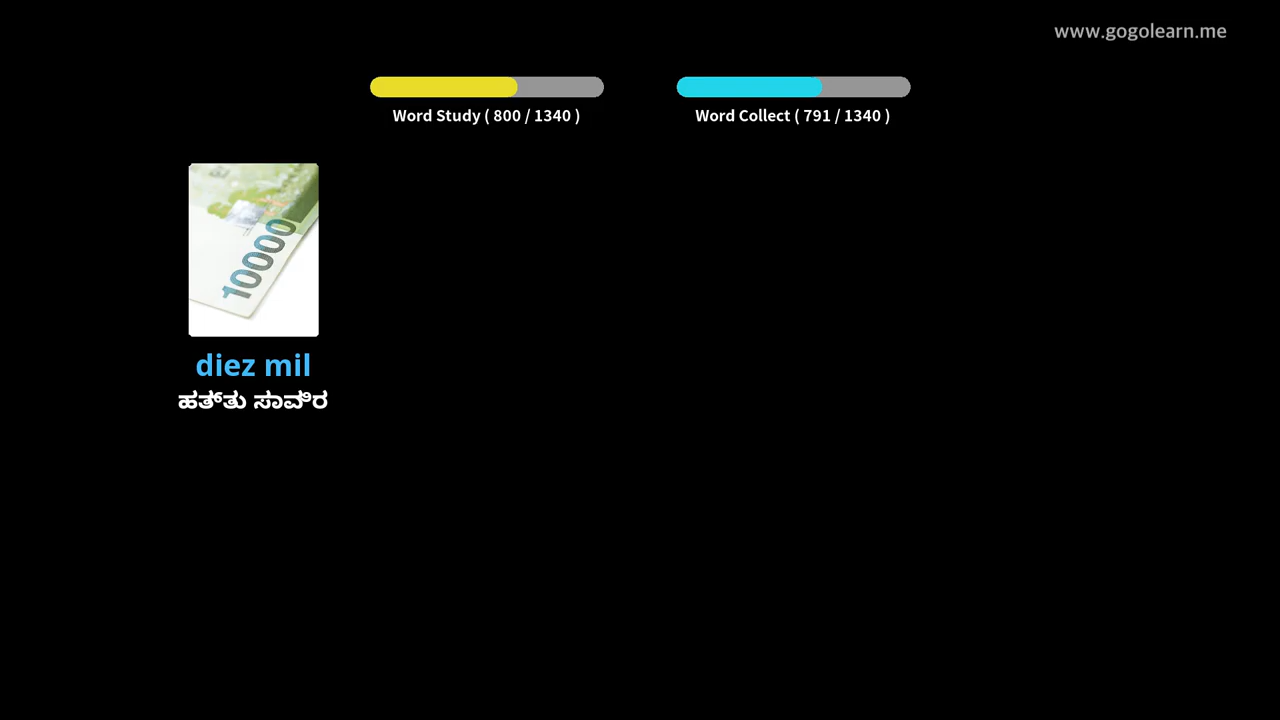 www.gogolearn.me
Word Study ( 800 / 1340 )
Word Collect ( 791 / 1340 )
10000
diez mil
ಹತ್ತು ಸಾವಿರ